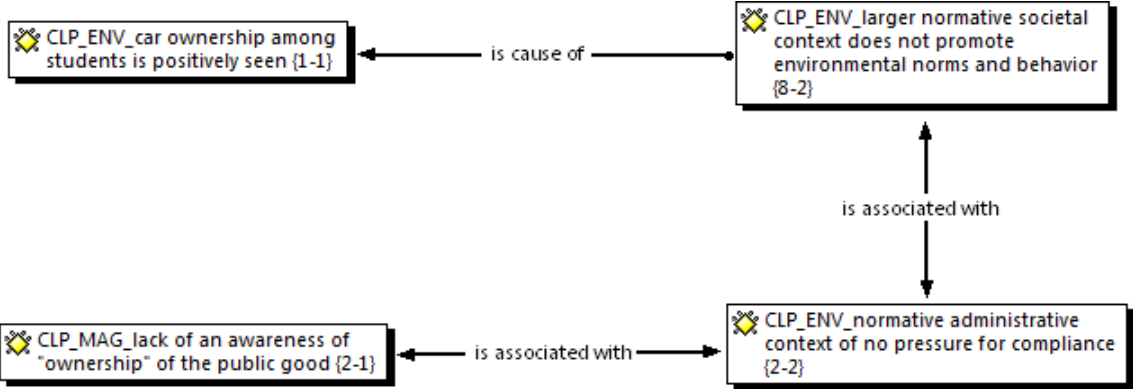 CLP_ENV_car ownership among
students is positively seen {1-1}
is cause of
CLP_ENV_larger normative societal
context does not promote
environmental norms and behavior
{8-2}
is associated with
CLP_MAG_lack of an awareness of
"ownership" of the public good {2-1}
is associated with
CLP_ENV_normative administrative
context of no pressure for compliance
{2-2}